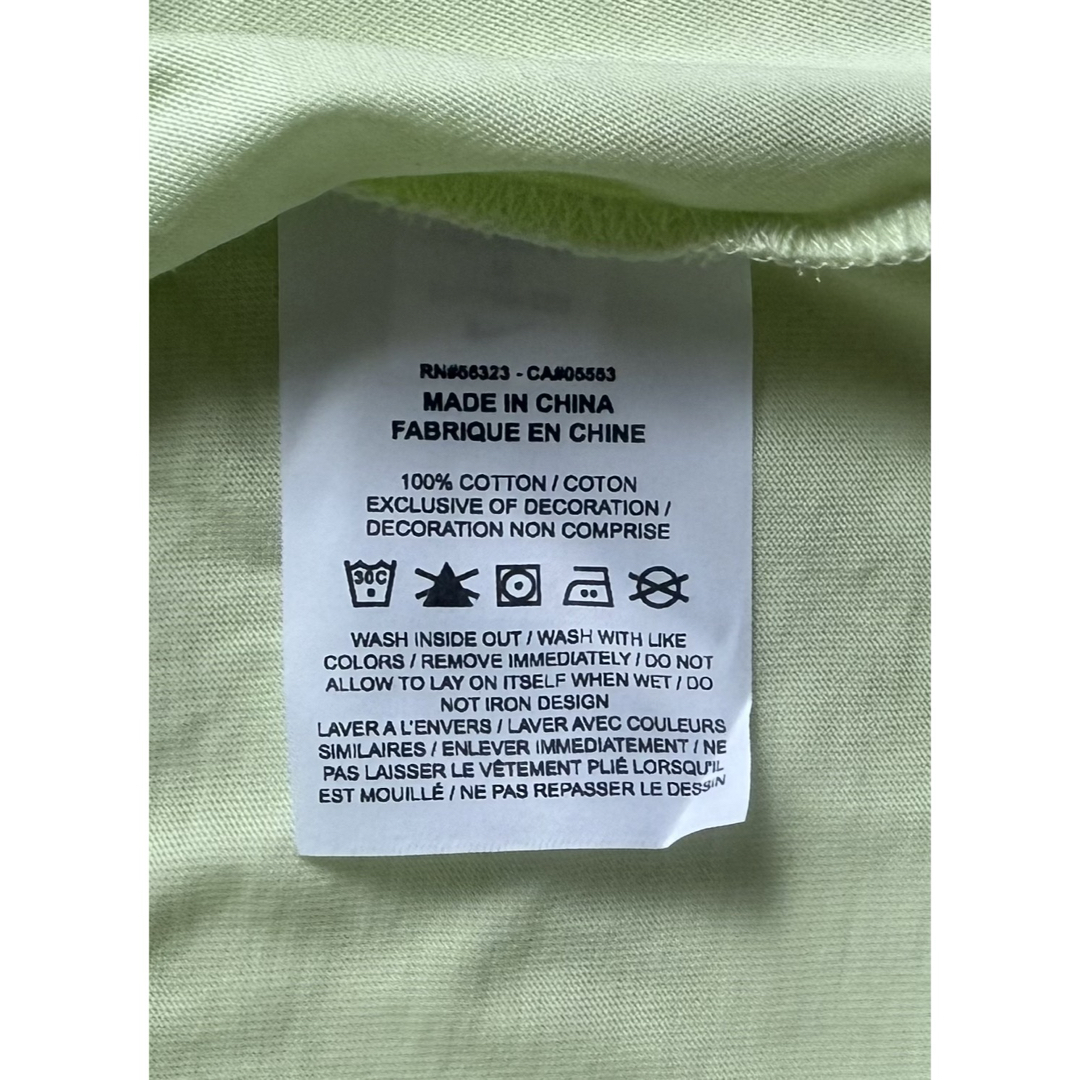 RN#56323 - CA#05553
MADE IN CHINA
FABRIQUE EN CHINE
100% COTTON / COTON
EXCLUSIVE OF DECORATION /
DECORATION NON COMPRISE
30C
WASH INSIDE OUT / WASH WITH LIKE
COLORS / REMOVE IMMEDIATELY / DO NOT
ALLOW TO LAY ON ITSELF WHEN WET / DO
NOT IRON DESIGN
LAVER A L'ENVERS / LAVER AVEC COULEURS
SIMILAIRES / ENLEVER IMMEDIATEMENT / NE
PAS LAISSER LE VÊTEMENT PLIÉ LORSQU'IL
EST MOUILLÉ / NE PAS REPASSER LE DESSIN